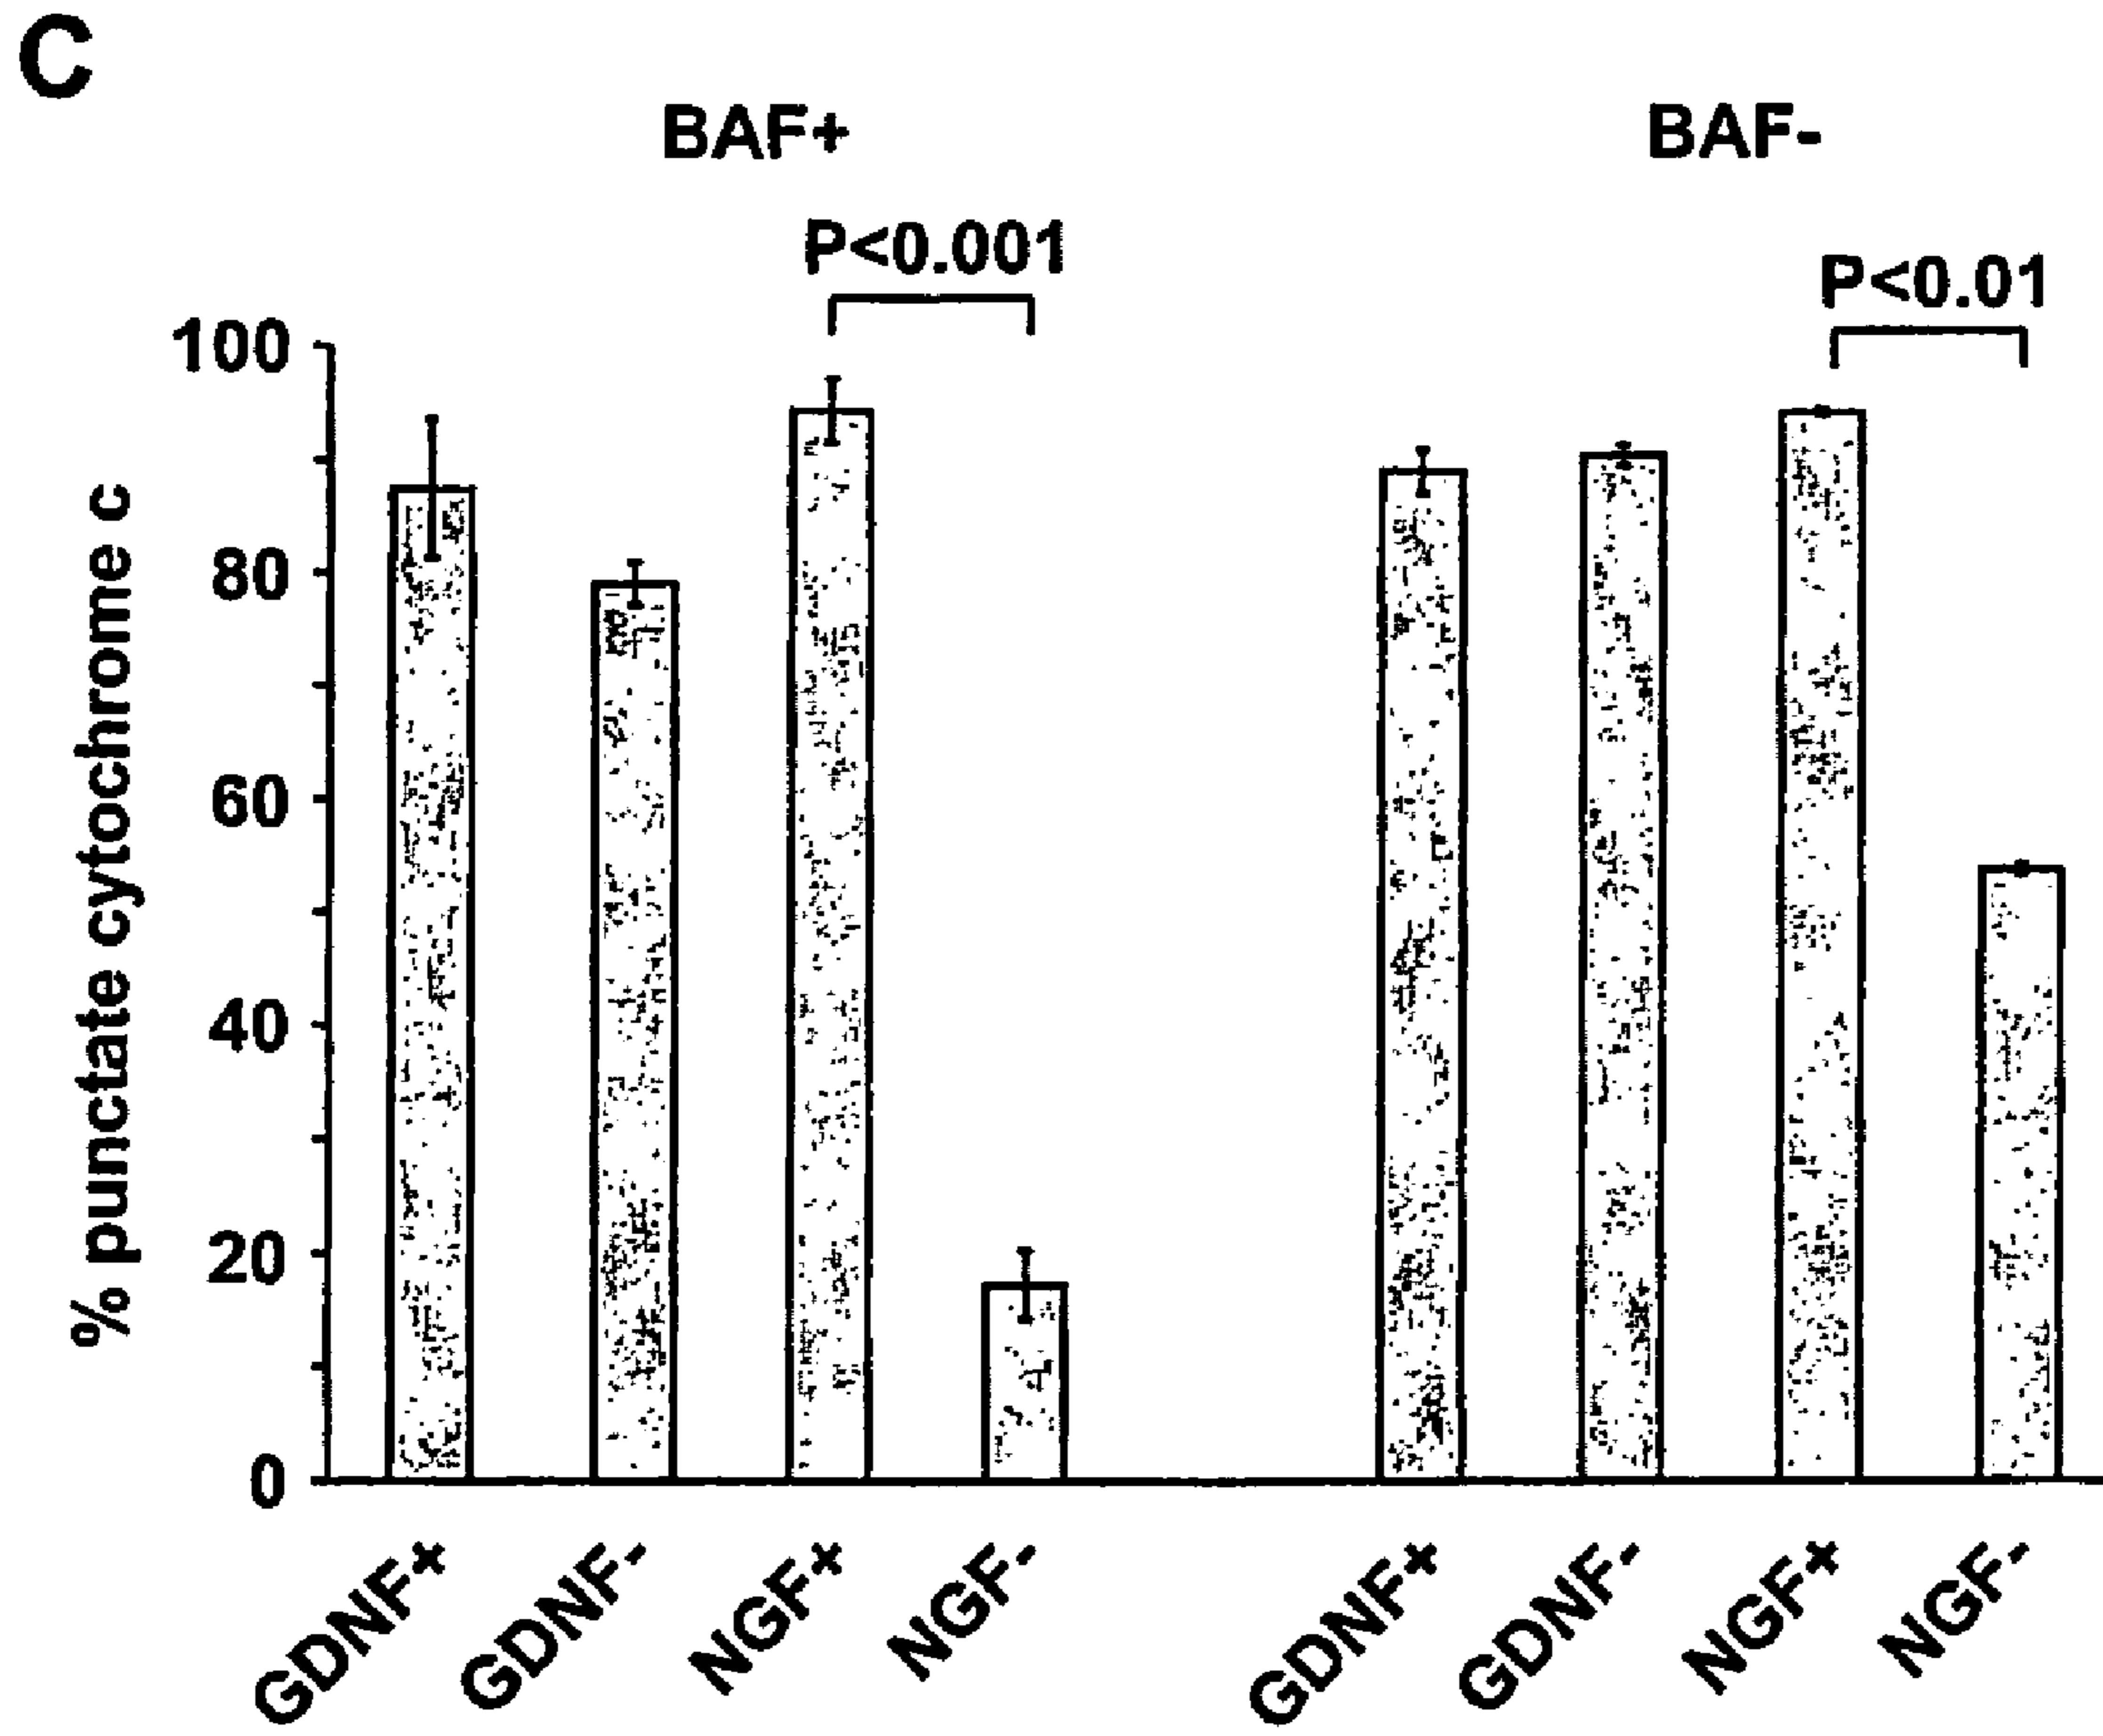 C
BAF+ BAF-
P<0.001
P<0.01
% punctate cytochrome c
100
80
60
40
20
0
GDNF+ GDNF- NGF+ NGF- GDNF+ GDNF- NGF+ NGF-